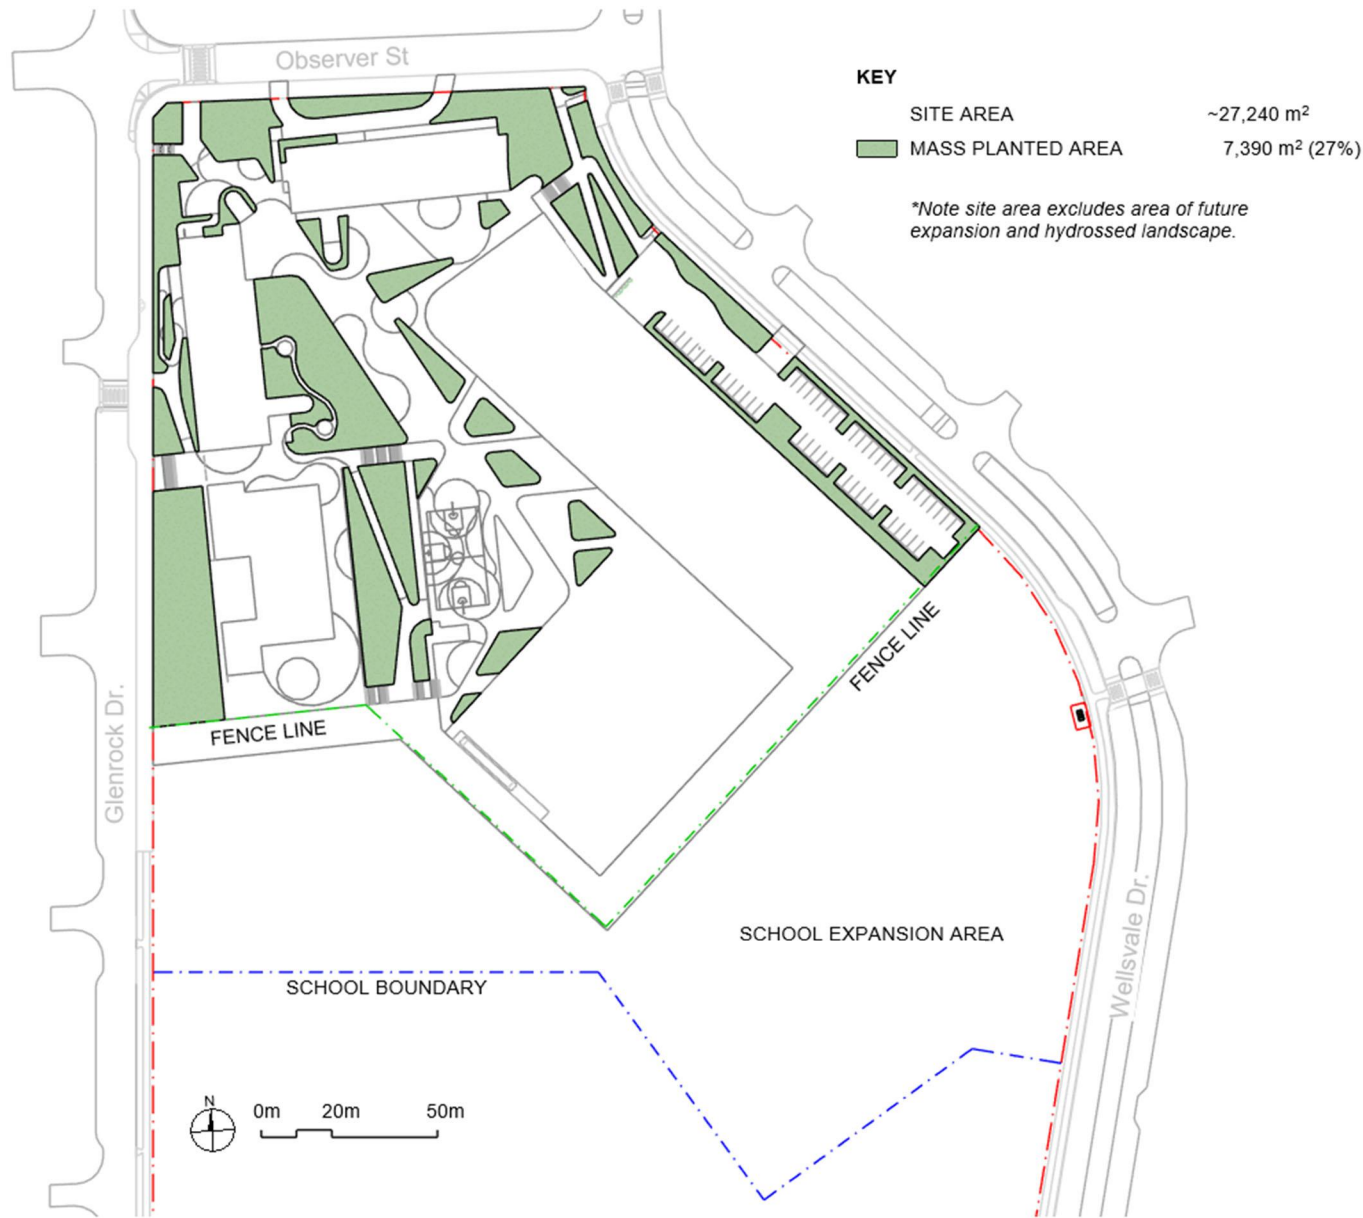 Observer St
KEY
SITE AREA ~27,240 m²
MASS PLANTED AREA 7,390 m² (27%)
*Note site area excludes area of future
expansion and hydrossed landscape.
FENCE LINE
FENCE LINE
Glenrock Dr.
SCHOOL EXPANSION AREA
Wellsvale Dr.
SCHOOL BOUNDARY
N
0m 20m 50m